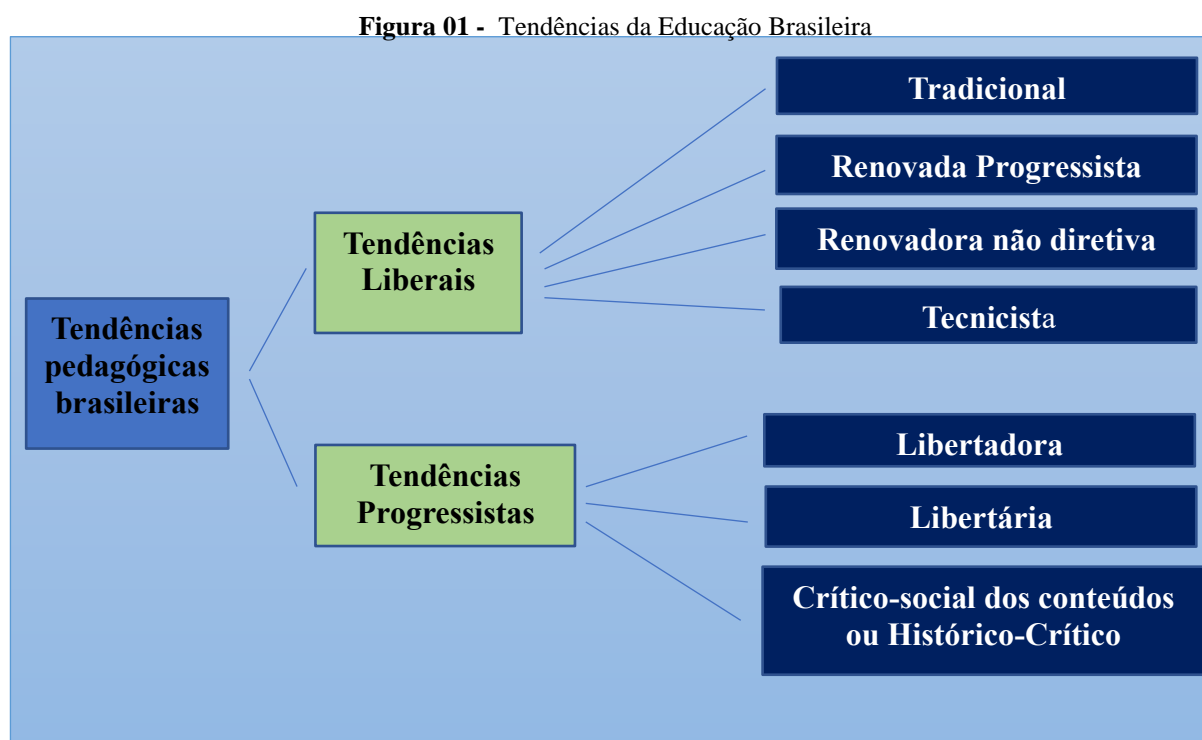 Figura 01 - Tendências da Educação Brasileira
Tendências
pedagógicas
brasileiras
Tendências
Liberais
Tradicional
Renovada Progressista
Renovadora não diretiva
Tecnicista
Tendências
Progressistas
Libertadora
Libertária
Crítico-social dos conteúdos
ou Histórico-Crítico